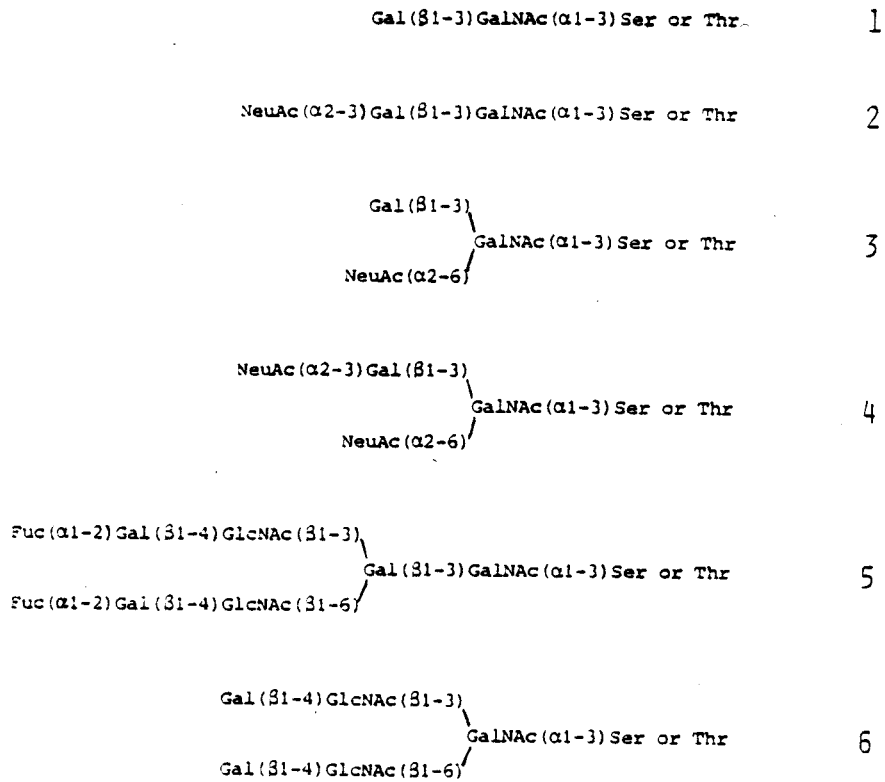 Gal(β1-3)GalNAc(α1-3)Ser or Thr 1
NeuAc(α2-3)Gal(β1-3)GalNAc(α1-3)Ser or Thr 2
Gal(β1-3)
GalNAc(α1-3)Ser or Thr 3
NeuAc(α2-6)
NeuAc(α2-3)Gal(β1-3)
GalNAc(α1-3)Ser or Thr 4
NeuAc(α2-6)
Fuc(α1-2)Gal(β1-4)GlcNAc(β1-3)
Gal(β1-3)GalNAc(α1-3)Ser or Thr 5
Fuc(α1-2)Gal(β1-4)GlcNAc(β1-6)
Gal(β1-4)GlcNAc(β1-3)
GalNAc(α1-3)Ser or Thr 6
Gal(β1-4)GlcNAc(β1-6)